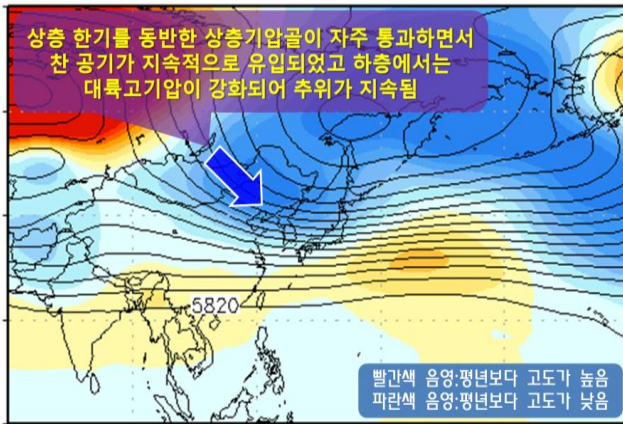 상층 한기를 동반한 상층기압골이 자주 통과하면서
찬 공기가 지속적으로 유입되었고 하층에서는
대륙고기압이 강화되어 추위가 지속됨
5820
빨간색 음영:평년보다 고도가 높음
파란색 음영:평년보다 고도가 낮음